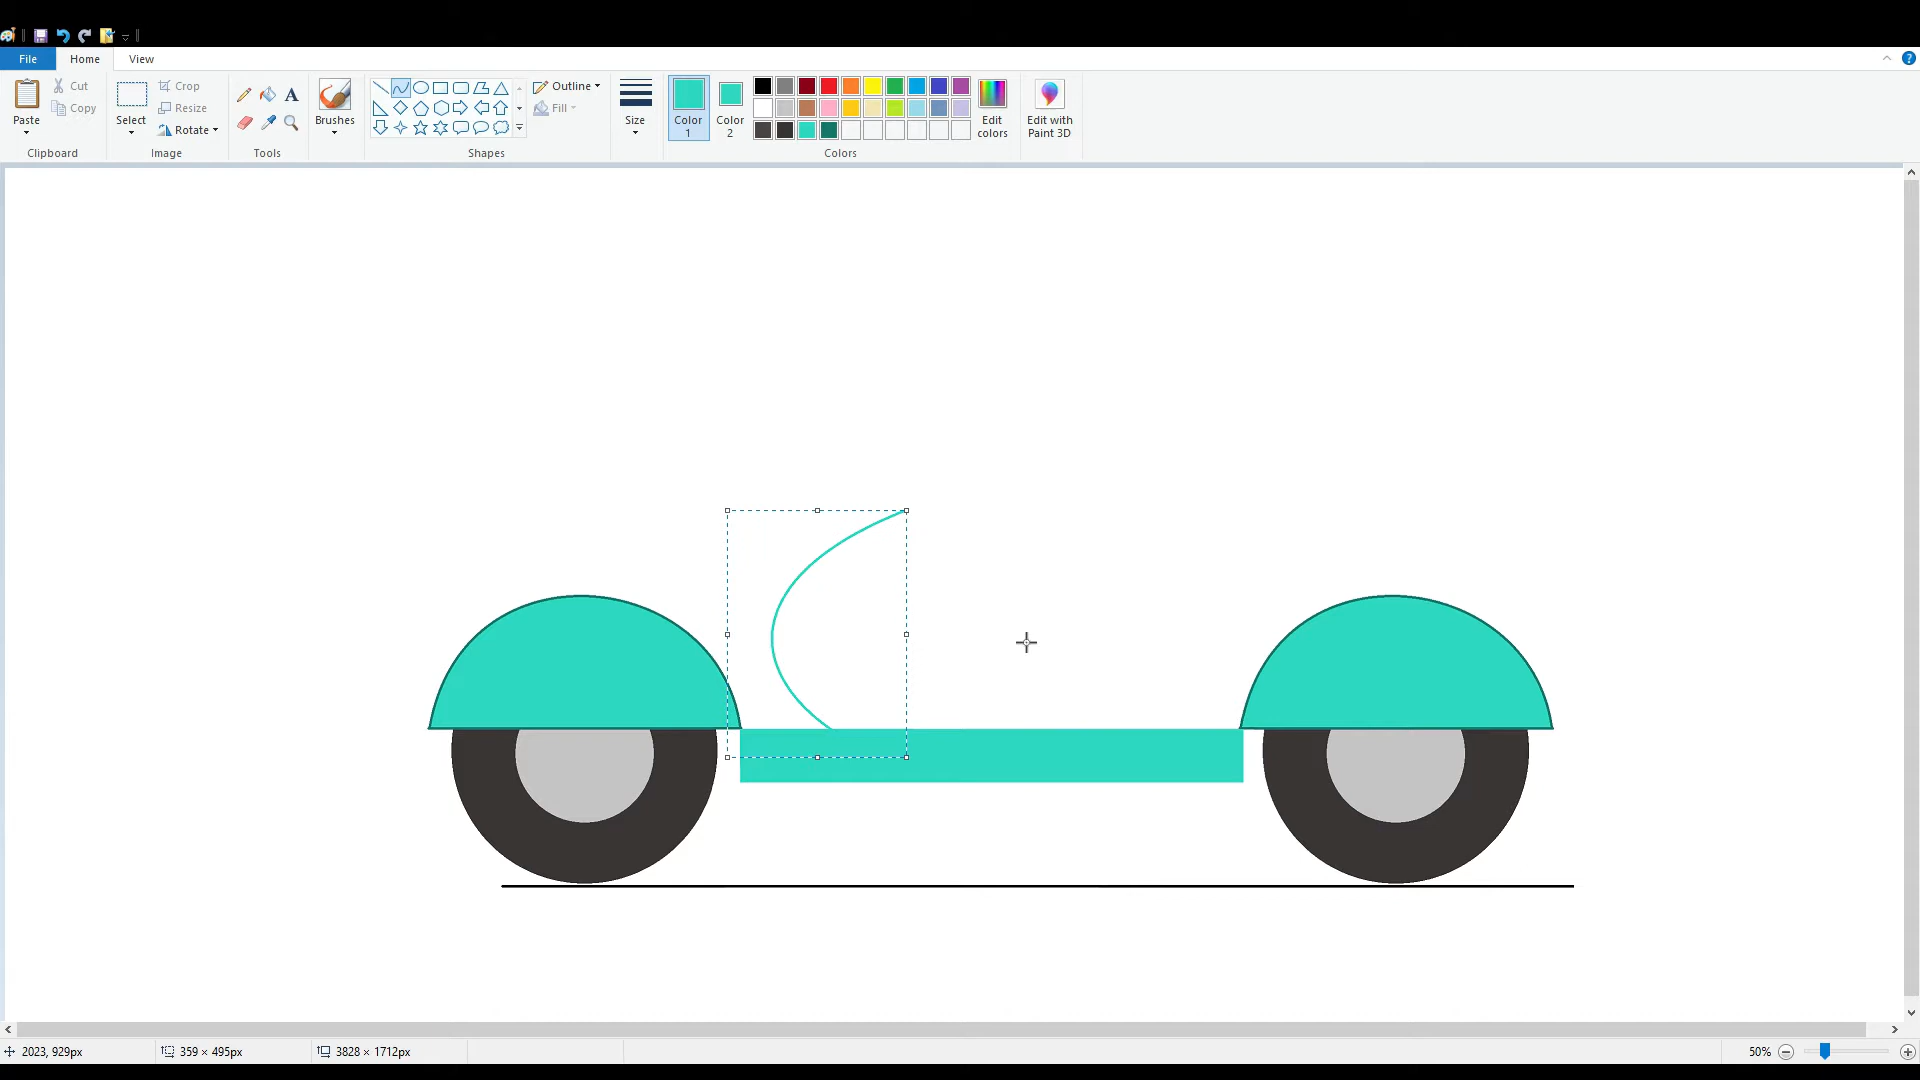 File Home View
Paste
Cut
Copy
Clipboard
Select
Crop
Resize
Rotate
Image
A
Tools
Brushes
Outline
Fill
Shapes
Size
Color 1
Color 2
Edit colors
Colors
Edit with Paint 3D
2023, 929px 359 × 495px 3828 × 1712px 50%